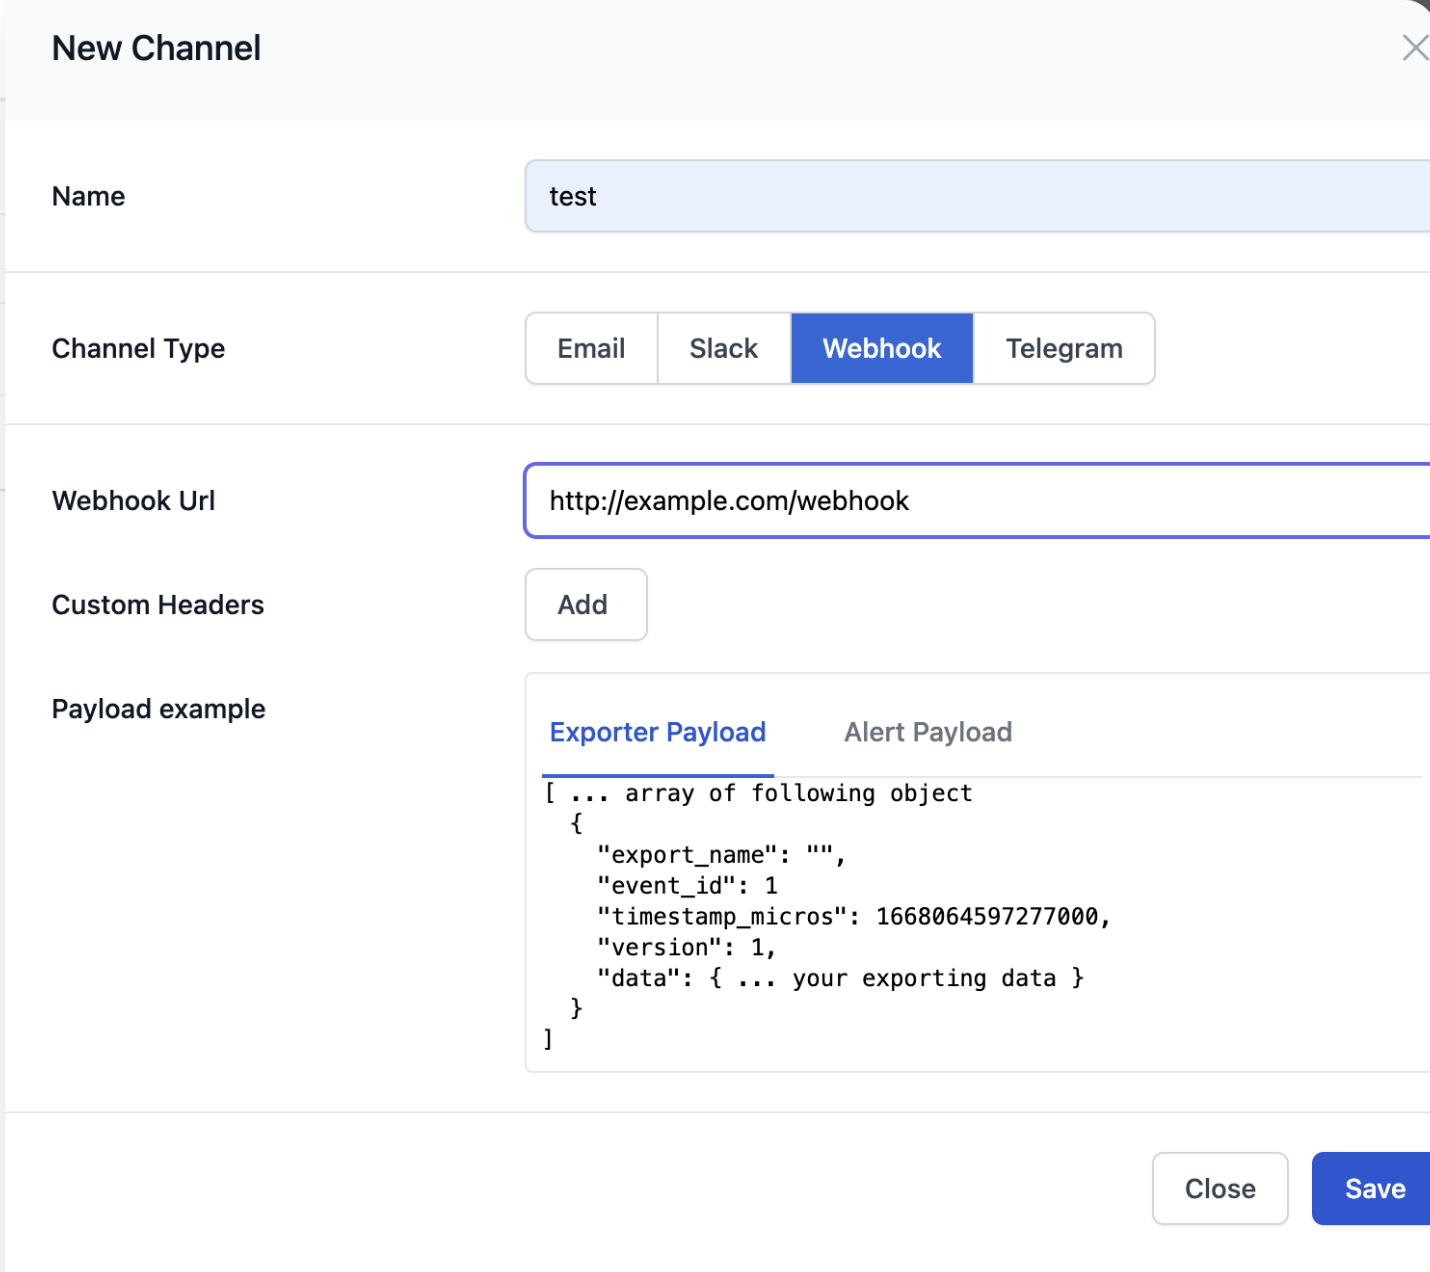 New Channel
Name
test
Channel Type
Email Slack Webhook Telegram
Webhook Url
http://example.com/webhook
Custom Headers
Add
Payload example
Exporter Payload Alert Payload
[ ... array of following object
  {
    "export_name": "",
    "event_id": 1
    "timestamp_micros": 1668064597277000,
    "version": 1,
    "data": { ... your exporting data }
  }
]
Close Save